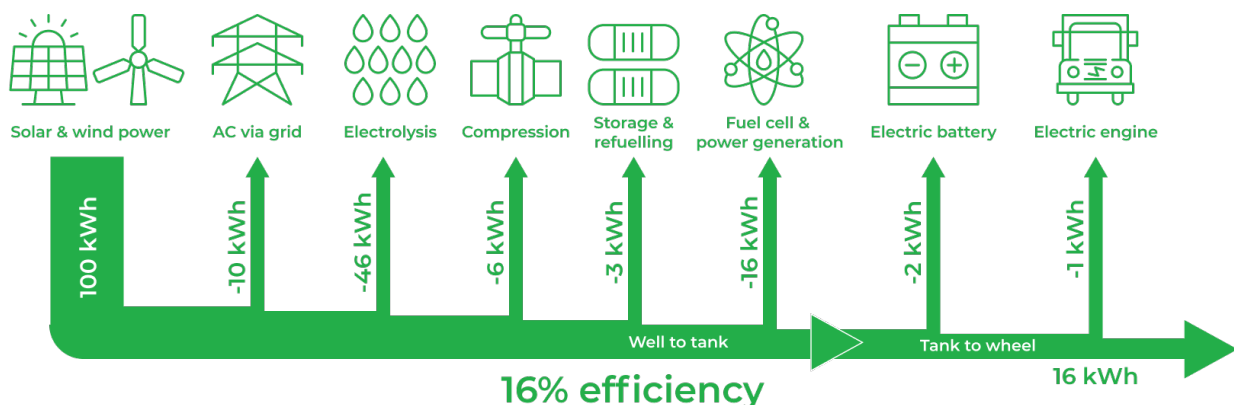 Solar & wind power
AC via grid
Electrolysis
Compression
Storage &
refuelling
Fuel cell &
power generation
Electric battery
Electric engine
100 kWh
-10 kWh
-46 kWh
-6 kWh
-3 kWh
-16 kWh
-2 kWh
-1 kWh
Well to tank
Tank to wheel
16 kWh
16% efficiency